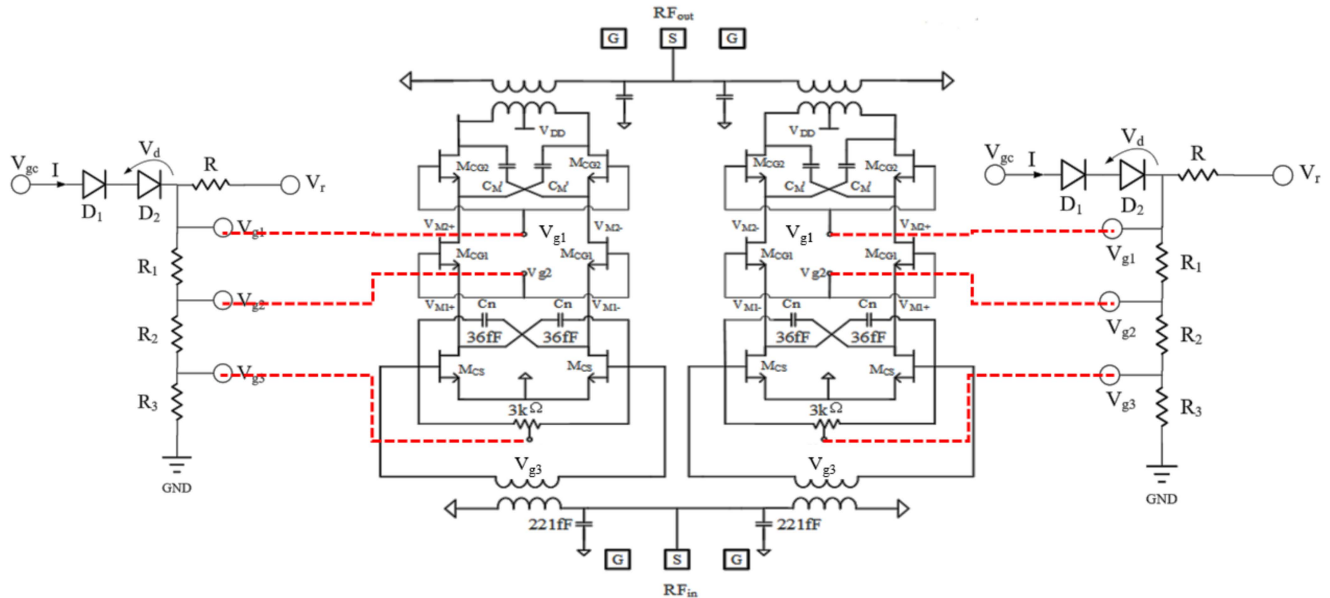 RFout
G S G
VDD VDD
MCG2 MCG2 MCG2 MCG2
CM' CM' CM' CM'
Vgc I Vd R Vr
D1 D2
Vgc I Vd R Vr
D1 D2
Vg1 VM2+ Vg1 VM2-
VM2- Vg1 VM2+ Vg1
R1 MCG1 MCG1 MCG1 MCG1 R1
Vg2 Vg2 Vg2 Vg2
VM1+ Cn Cn VM1-
VM1- Cn Cn VM1+
36fF 36fF 36fF 36fF
R2 R2
MCS MCS MCS MCS
Vg3 Vg3
R3 3kΩ 3kΩ R3
Vg3 Vg3
GND GND
221fF 221fF
G S G
RFin